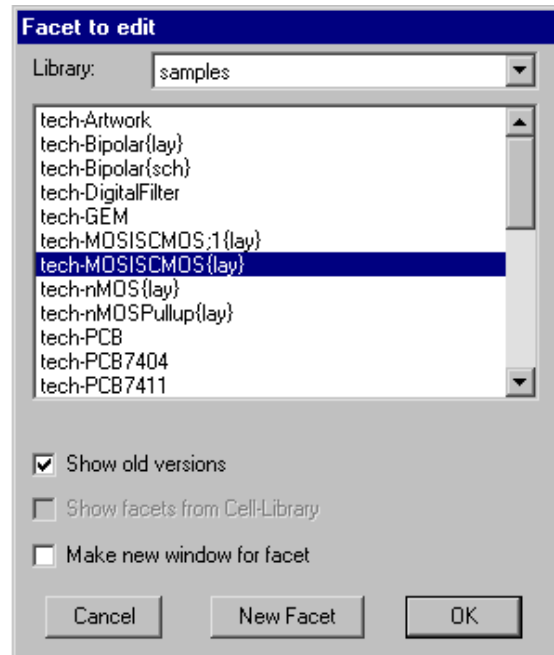 Facet to edit
Library: samples
tech-Artwork
tech-Bipolar{lay}
tech-Bipolar{sch}
tech-DigitalFilter
tech-GEM
tech-MOSISCMOS;1{lay}
tech-MOSISCMOS{lay}
tech-nMOS{lay}
tech-nMOSPullup{lay}
tech-PCB
tech-PCB7404
tech-PCB7411
Show old versions
Show facets from Cell-Library
Make new window for facet
Cancel New Facet OK